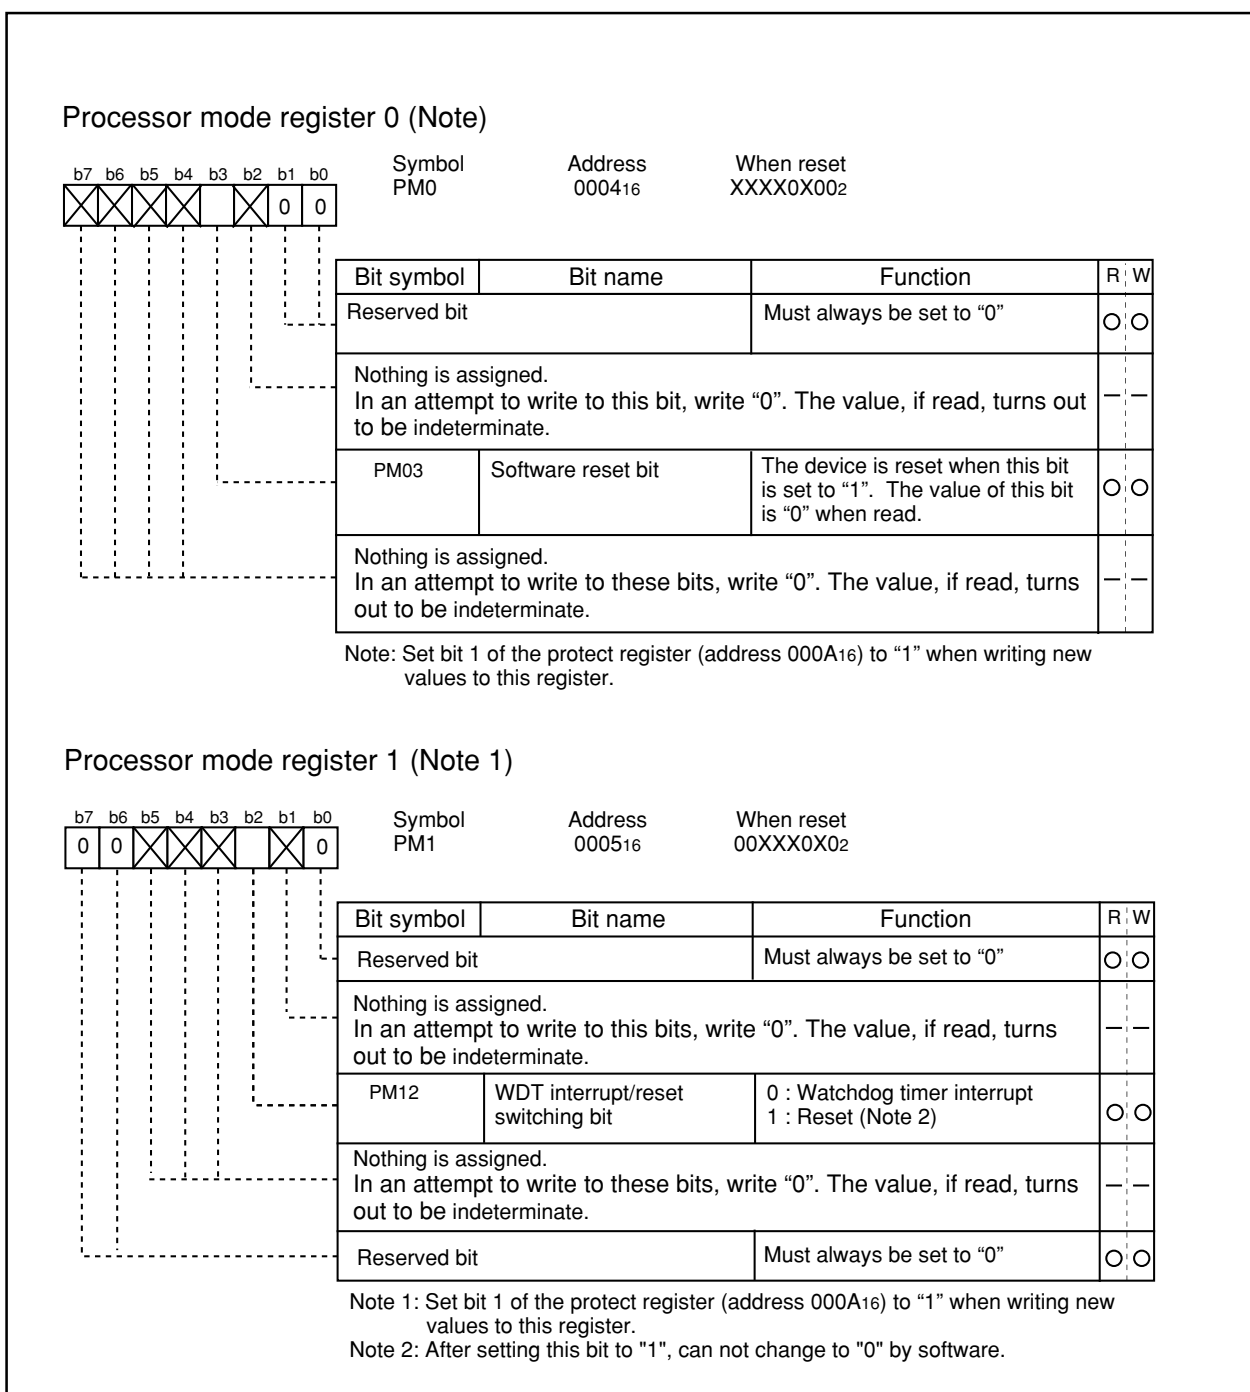 Processor mode register 0 (Note)
Symbol Address When reset
PM0 000416 XXXX0X002
b7 b6 b5 b4 b3 b2 b1 b0
0 0
Bit symbol Bit name Function R W
Reserved bit Must always be set to “0”
Nothing is assigned.
In an attempt to write to this bit, write “0”. The value, if read, turns out
to be indeterminate.
PM03 Software reset bit The device is reset when this bit
is set to “1”. The value of this bit
is “0” when read.
Nothing is assigned.
In an attempt to write to these bits, write “0”. The value, if read, turns
out to be indeterminate.
Note: Set bit 1 of the protect register (address 000A16) to “1” when writing new
values to this register.
Processor mode register 1 (Note 1)
Symbol Address When reset
PM1 000516 00XXX0X02
b7 b6 b5 b4 b3 b2 b1 b0
0 0 0
Bit symbol Bit name Function R W
Reserved bit Must always be set to “0”
Nothing is assigned.
In an attempt to write to this bits, write “0”. The value, if read, turns
out to be indeterminate.
PM12 WDT interrupt/reset 0 : Watchdog timer interrupt
switching bit 1 : Reset (Note 2)
Nothing is assigned.
In an attempt to write to these bits, write “0”. The value, if read, turns
out to be indeterminate.
Reserved bit Must always be set to “0”
Note 1: Set bit 1 of the protect register (address 000A16) to “1” when writing new
values to this register.
Note 2: After setting this bit to "1", can not change to "0" by software.